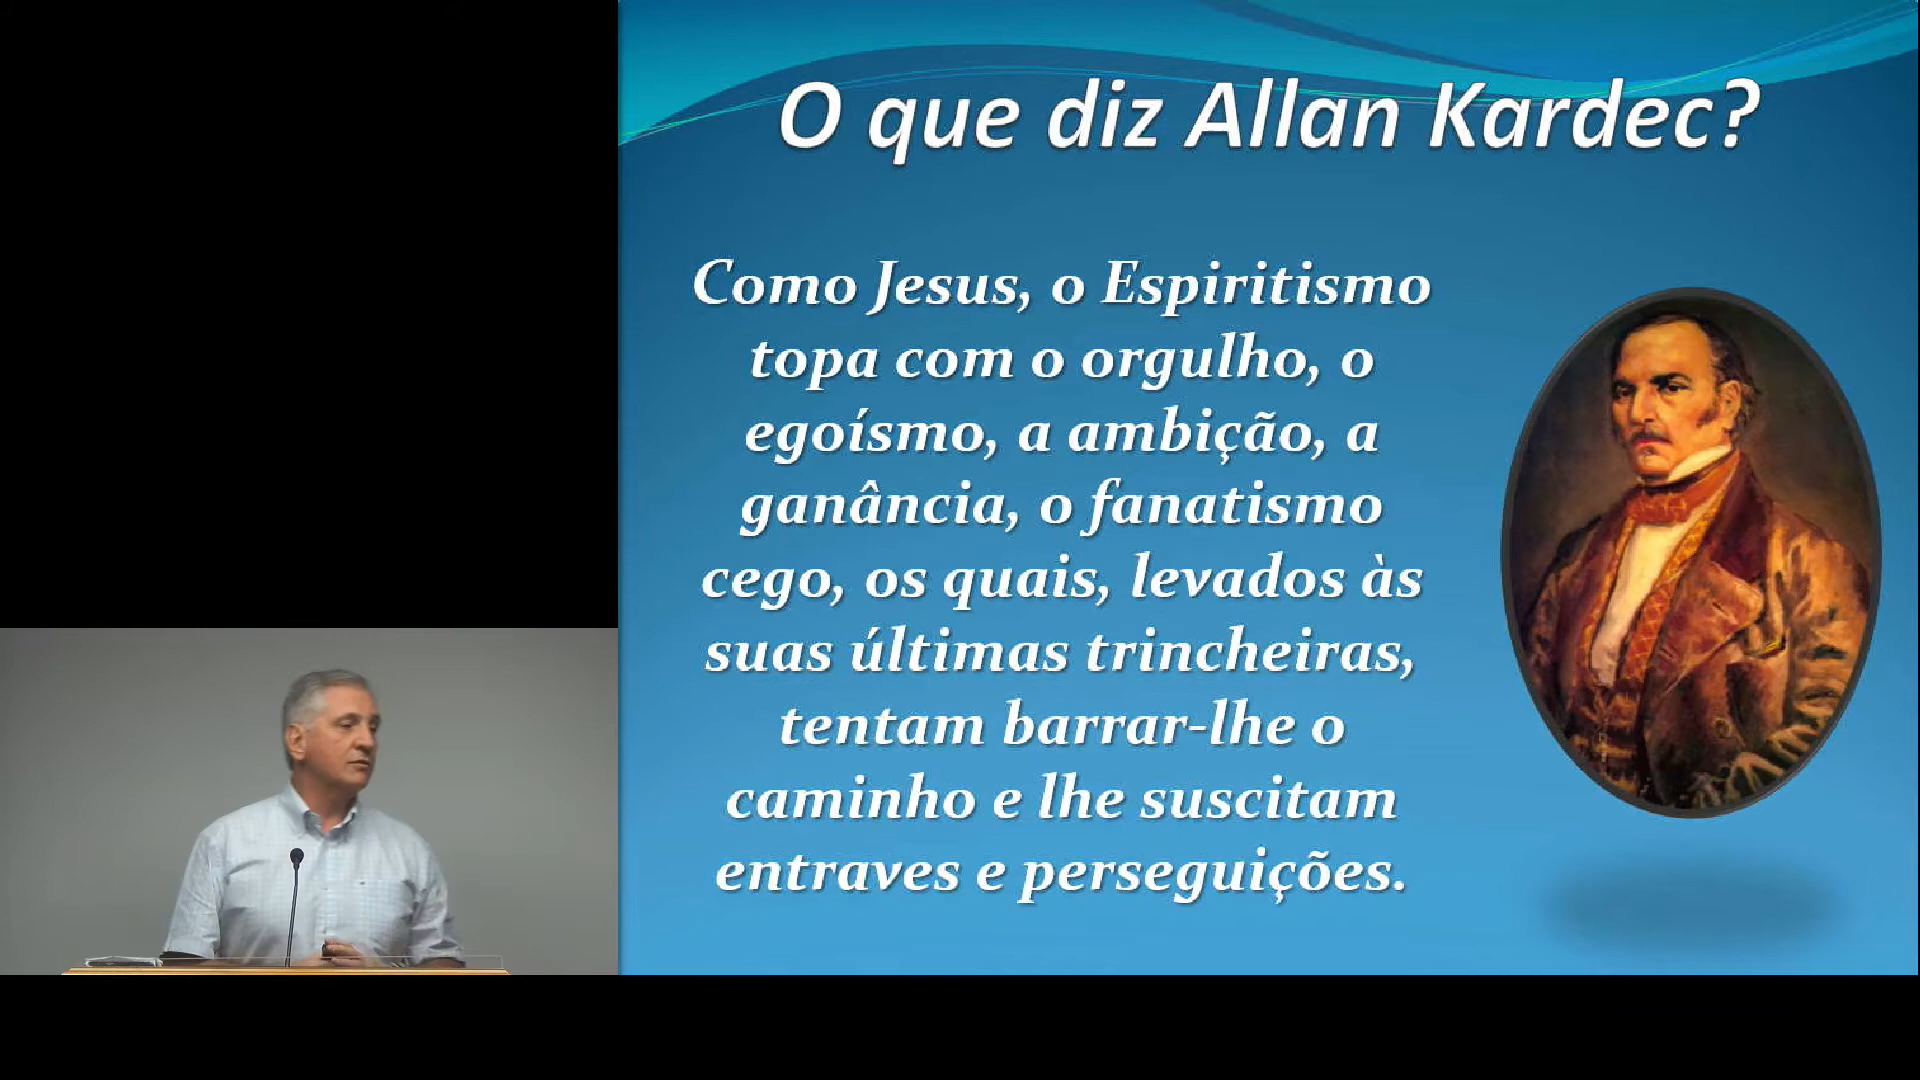 O que diz Allan Kardec?
Como Jesus, o Espiritismo
topa com o orgulho, o
egoísmo, a ambição, a
ganância, o fanatismo
cego, os quais, levados às
suas últimas trincheiras,
tentam barrar-lhe o
caminho e lhe suscitam
entraves e perseguições.